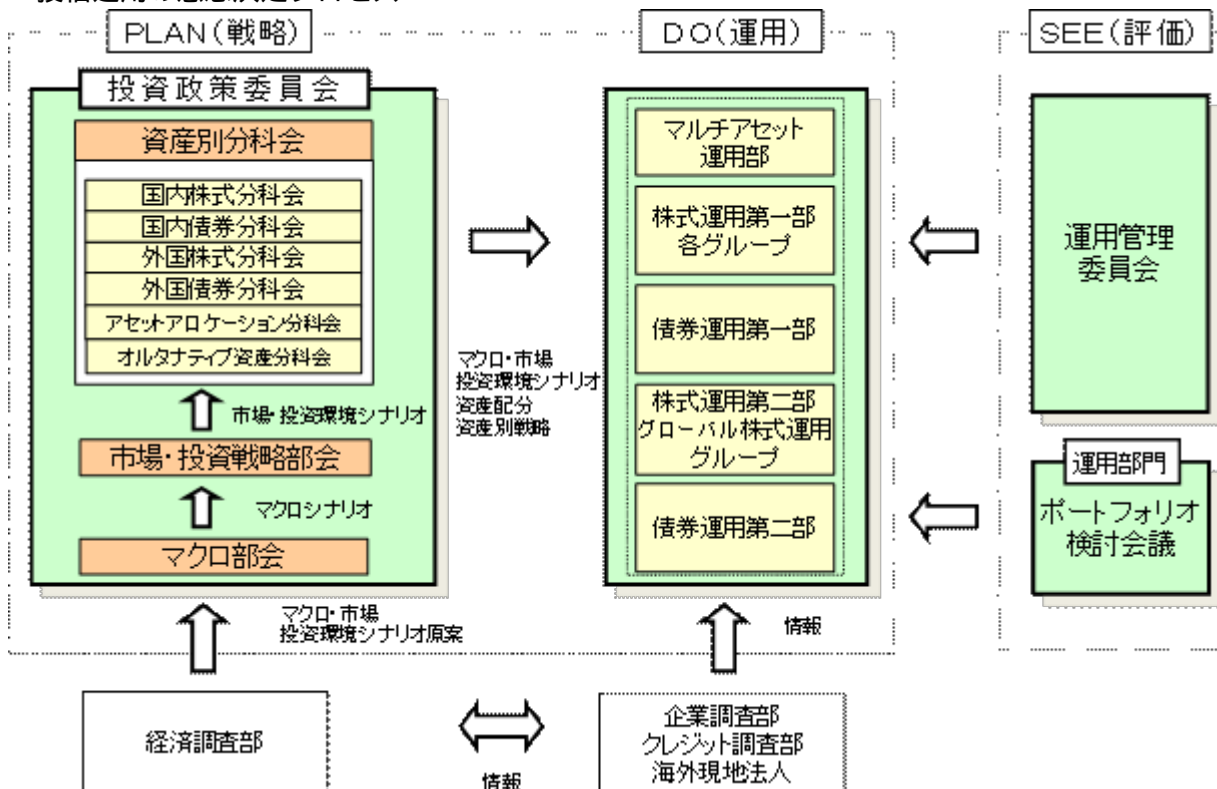 PLAN(戦略)
DO(運用)
SEE(評価)
投資政策委員会
資産別分科会
国内株式分科会
国内債券分科会
外国株式分科会
外国債券分科会
アセットアロケーション分科会
オルタナティブ資産分科会
市場・投資環境シナリオ
市場・投資戦略部会
マクロシナリオ
マクロ部会
マクロ・市場
投資環境シナリオ
資産配分
資産別戦略
マルチアセット
運用部
株式運用第一部
各グループ
債券運用第一部
株式運用第二部
グローバル株式運用
グループ
債券運用第二部
運用管理
委員会
運用部門
ポートフォリオ
検討会議
マクロ・市場
投資環境シナリオ原案
情報
経済調査部
情報
企業調査部
クレジット調査部
海外現地法人